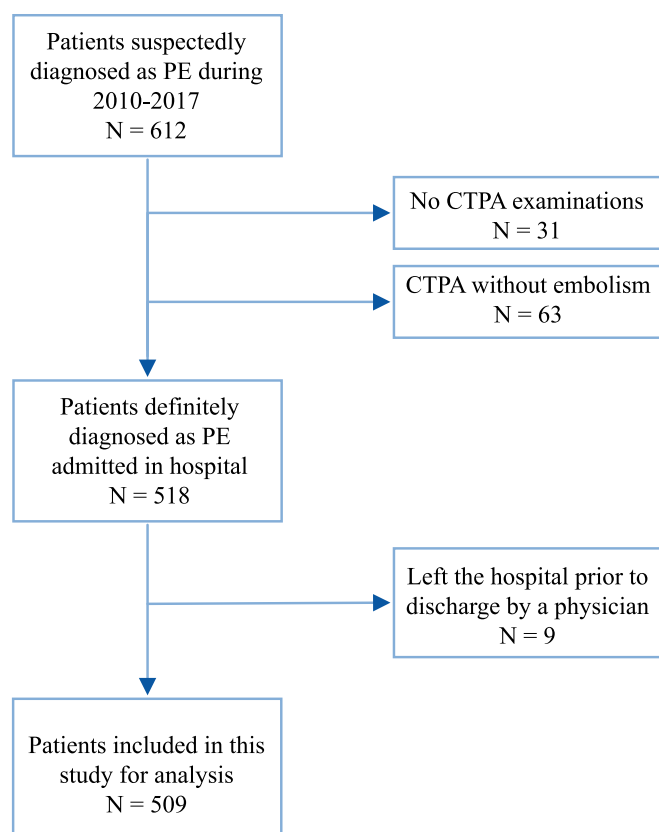 Patients suspectedly
diagnosed as PE during
2010-2017
N = 612
No CTPA examinations
N = 31
CTPA without embolism
N = 63
Patients definitely
diagnosed as PE
admitted in hospital
N = 518
Left the hospital prior to
discharge by a physician
N = 9
Patients included in this
study for analysis
N = 509